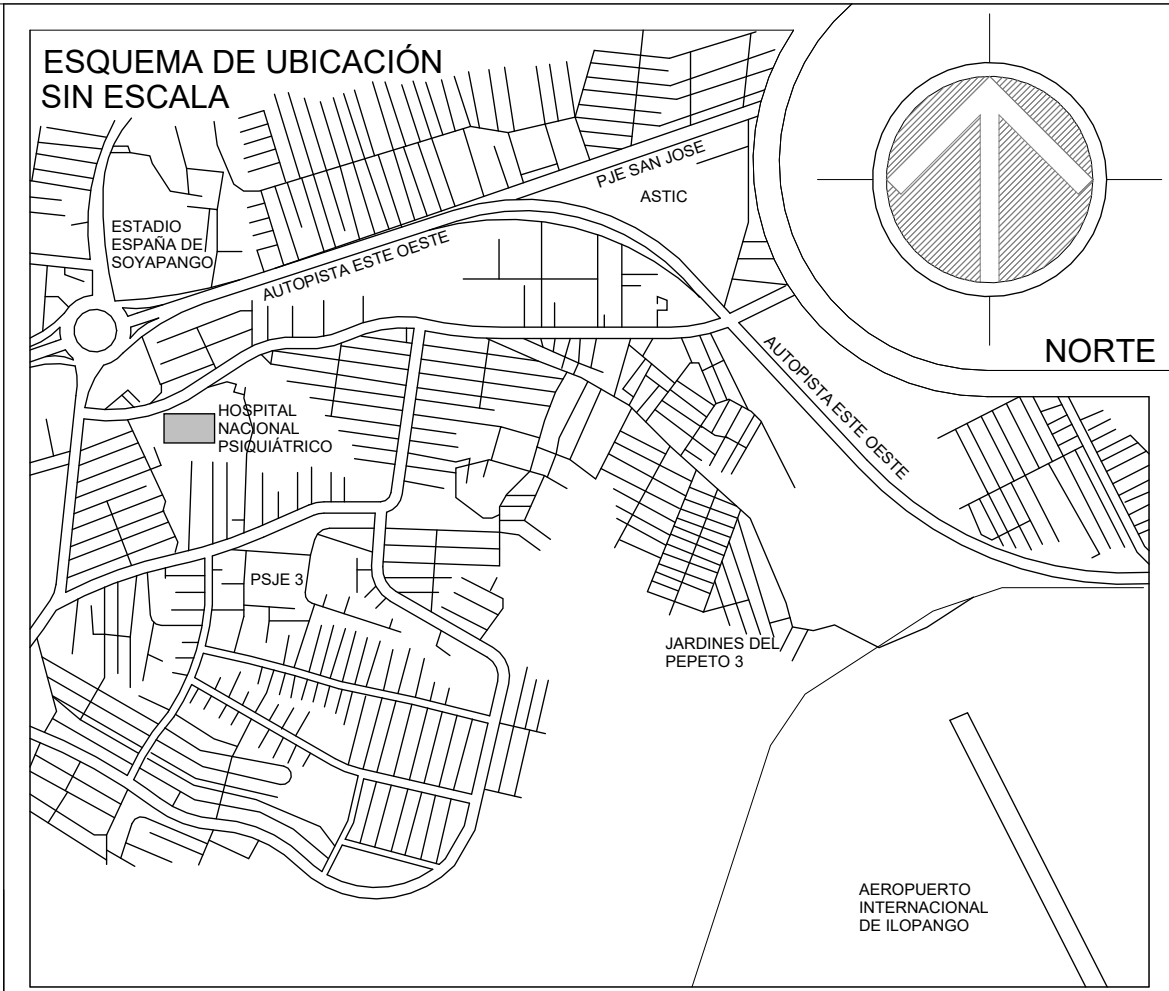 ESQUEMA DE UBICACIÓN
SIN ESCALA
PJE SAN JOSE
ASTIC
ESTADIO
ESPAÑA DE
SOYAPANGO
AUTOPISTA ESTE OESTE
NORTE
AUTOPISTA ESTE OESTE
HOSPITAL
NACIONAL
PSIQUIÁTRICO
PSJE 3
JARDINES DEL
PEPETO 3
AEROPUERTO
INTERNACIONAL
DE ILOPANGO